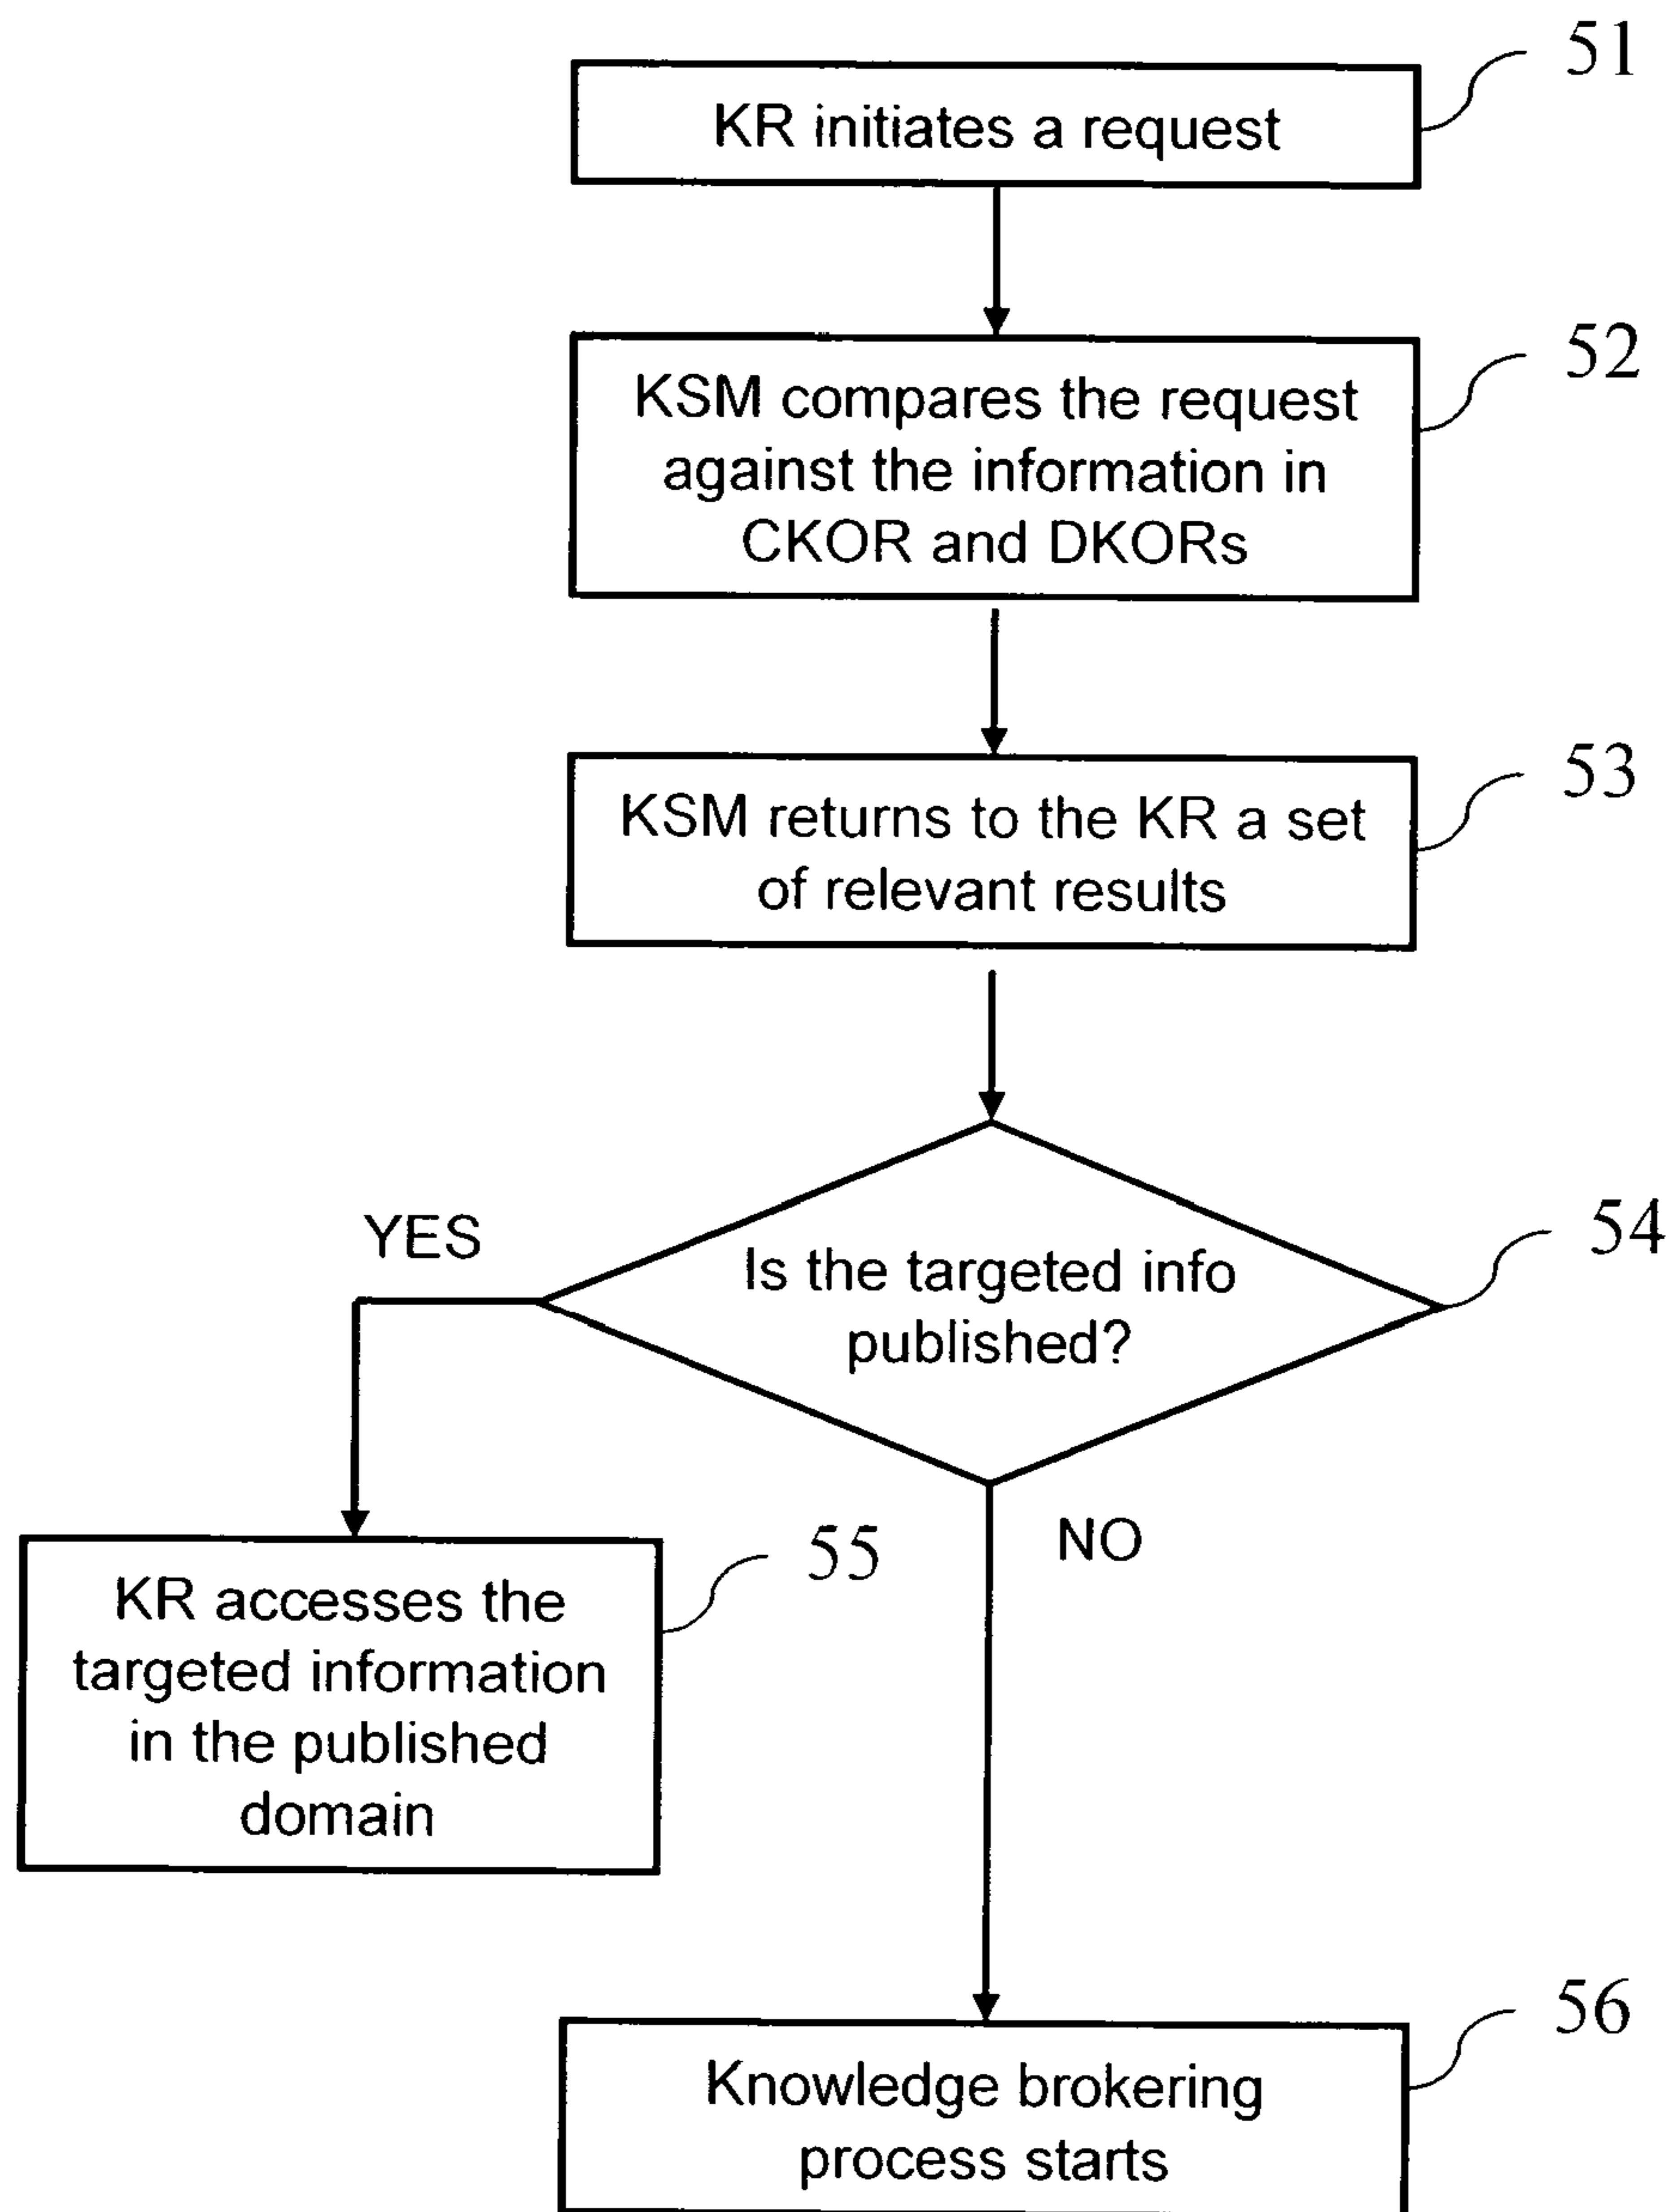 51
KR initiates a request
52
KSM compares the request
against the information in
CKOR and DKORs
53
KSM returns to the KR a set
of relevant results
54
YES
Is the targeted info
published?
55
NO
KR accesses the
targeted information
in the published
domain
56
Knowledge brokering
process starts